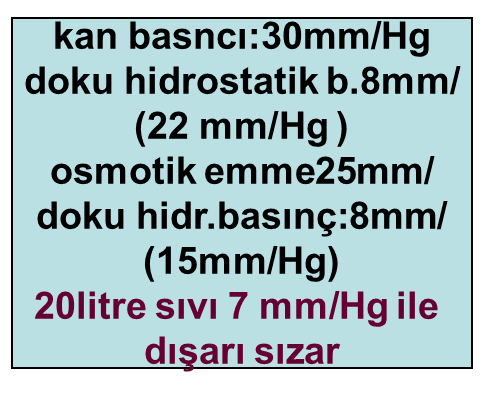 kan basncı:30mm/Hg
doku hidrostatik b.8mm/
(22 mm/Hg )
osmotik emme25mm/
doku hidr.basınç:8mm/
(15mm/Hg)
20litre sıvı 7 mm/Hg ile
dışarı sızar